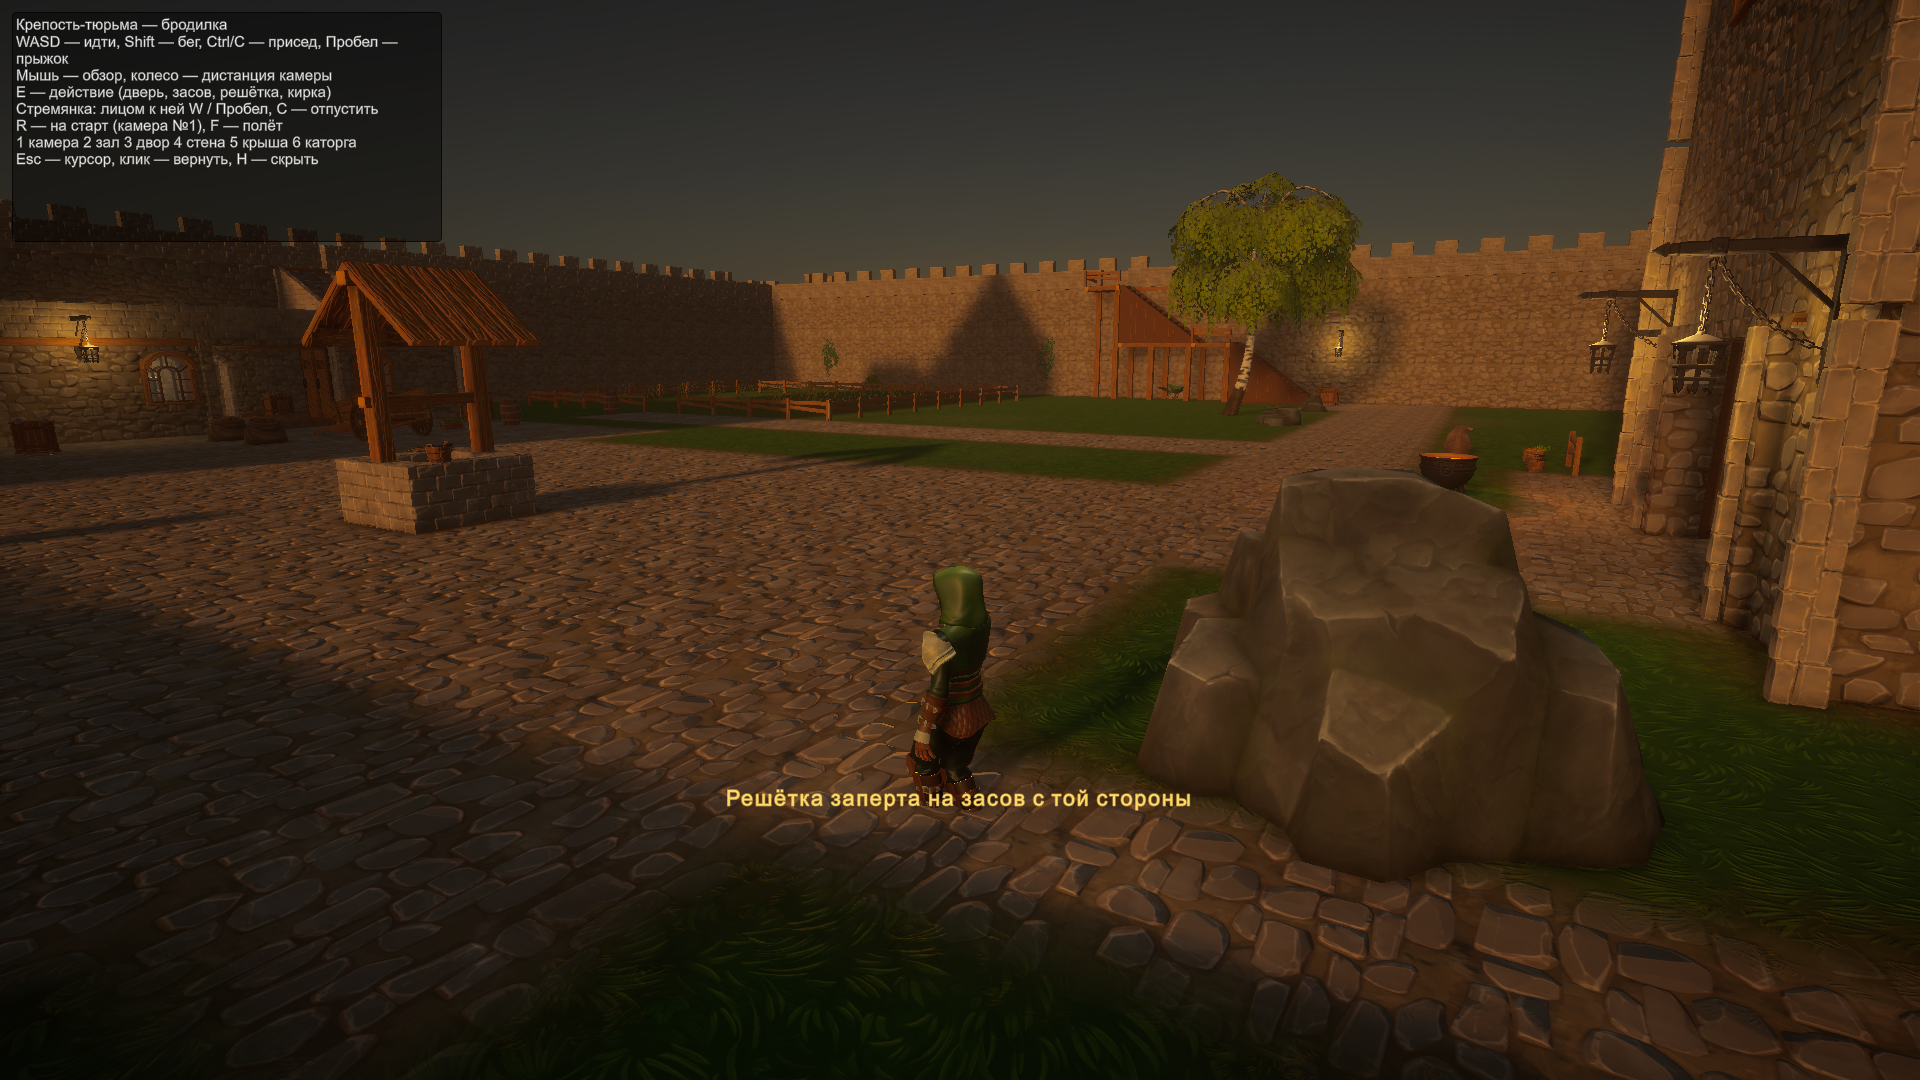 Крепость-тюрьма — бродилка
WASD — идти, Shift — бег, Ctrl/C — присед, Пробел —
прыжок
Мышь — обзор, колесо — дистанция камеры
E — действие (дверь, засов, решётка, кирка)
Стремянка: лицом к ней W / Пробел, C — отпустить
R — на старт (камера №1), F — полёт
1 камера 2 зал 3 двор 4 стена 5 крыша 6 каторга
Esc — курсор, клик — вернуть, H — скрыть
Решётка заперта на засов с той стороны